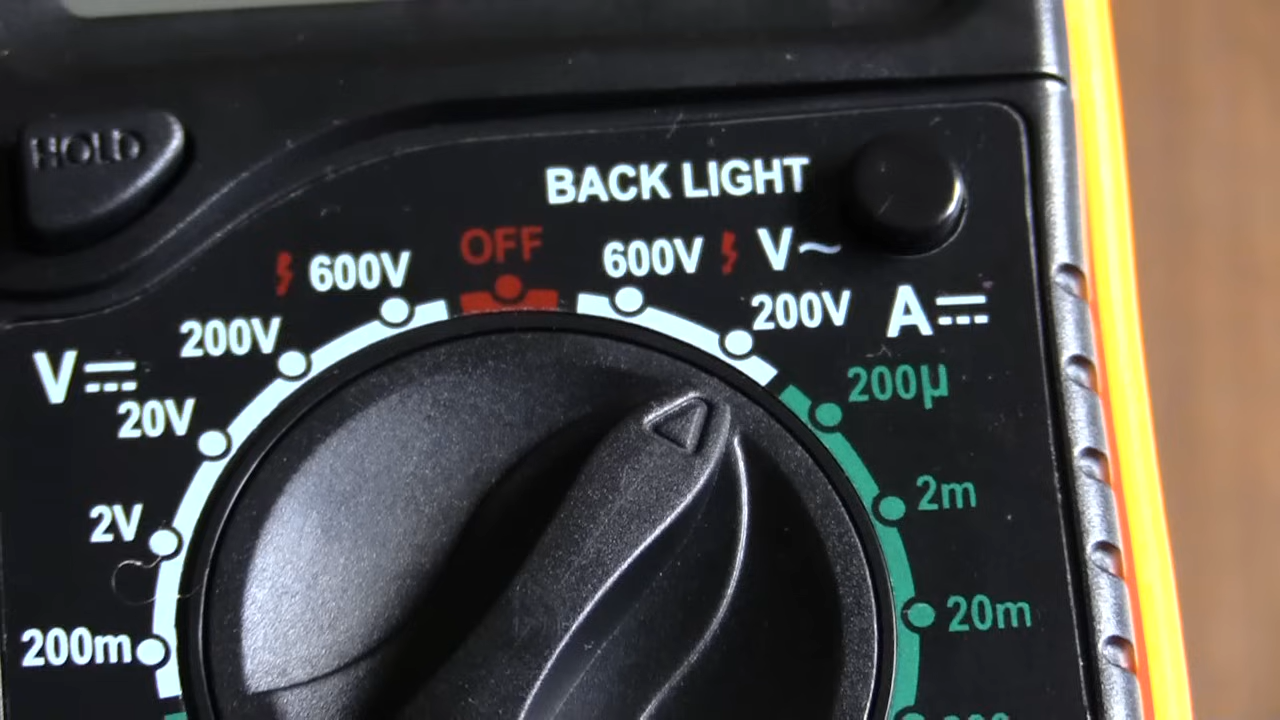 HOLD
BACK LIGHT
OFF
600V
600V V~
200V
200V
A
V
20V
200µ
2V
2m
200m
20m